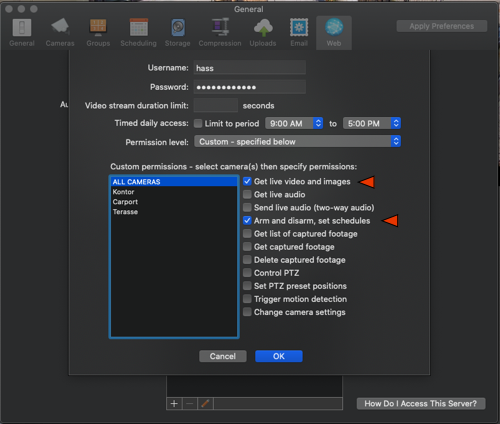 General
General Cameras Groups Scheduling Storage Compression Uploads Email Web Apply Preferences
Username: hass
Password: ••••••••••••
Au
Video stream duration limit: seconds
Timed daily access: Limit to period 9:00 AM to 5:00 PM
Permission level: Custom - specified below
Custom permissions - select camera(s) then specify permissions:
ALL CAMERAS
Kontor
Carport
Terasse
Get live video and images
Get live audio
Send live audio (two-way audio)
Arm and disarm, set schedules
Get list of captured footage
Get captured footage
Delete captured footage
Control PTZ
Set PTZ preset positions
Trigger motion detection
Change camera settings
Cancel OK
+ −
How Do I Access This Server?